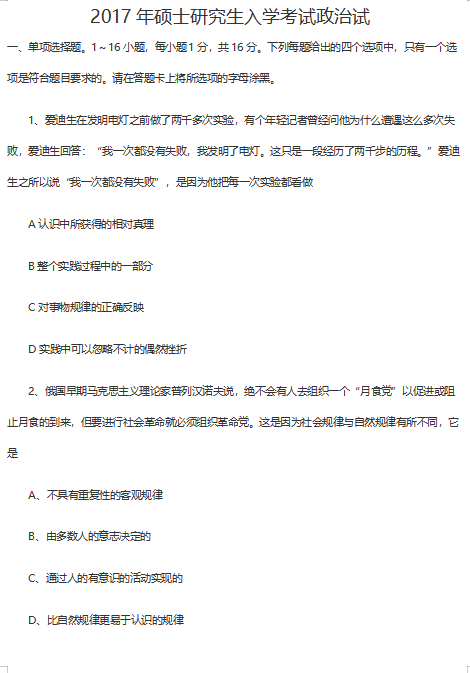 2017 年硕士研究生入学考试政治试
一、单项选择题。1～16 小题，每小题 1 分，共 16 分。下列每题给出的四个选项中，只有一个选
项是符合题目要求的。请在答题卡上将所选项的字母涂黑。
1、爱迪生在发明电灯之前做了两千多次实验，有个年轻记者曾经问他为什么遭遇这么多次失
败，爱迪生回答：“我一次都没有失败，我发明了电灯。这只是一段经历了两千步的历程。”爱迪
生之所以说“我一次都没有失败”，是因为他把每一次实验都看做
A 认识中所获得的相对真理
B 整个实践过程中的一部分
C 对事物规律的正确反映
D 实践中可以忽略不计的偶然挫折
2、俄国早期马克思主义理论家普列汉诺夫说，绝不会有人去组织一个“月食党”以促进或阻
止月食的到来，但要进行社会革命就必须组织革命党。这是因为社会规律与自然规律有所不同，它
是
A、不具有重复性的客观规律
B、由多数人的意志决定的
C、通过人的有意识的活动实现的
D、比自然规律更易于认识的规律